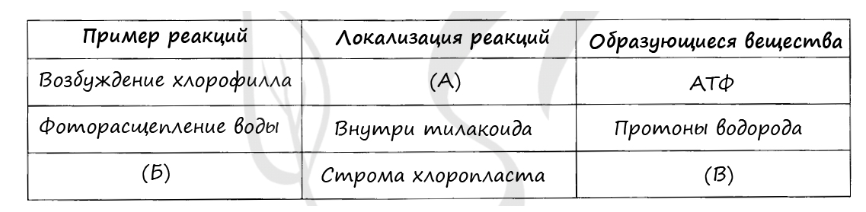 Пример реакций Локализация реакций Образующиеся вещества
Возбуждение хлорофилла (А) АТФ
Фоторасщепление воды Внутри тилакоида Протоны водорода
(Б) Строма хлоропласта (В)